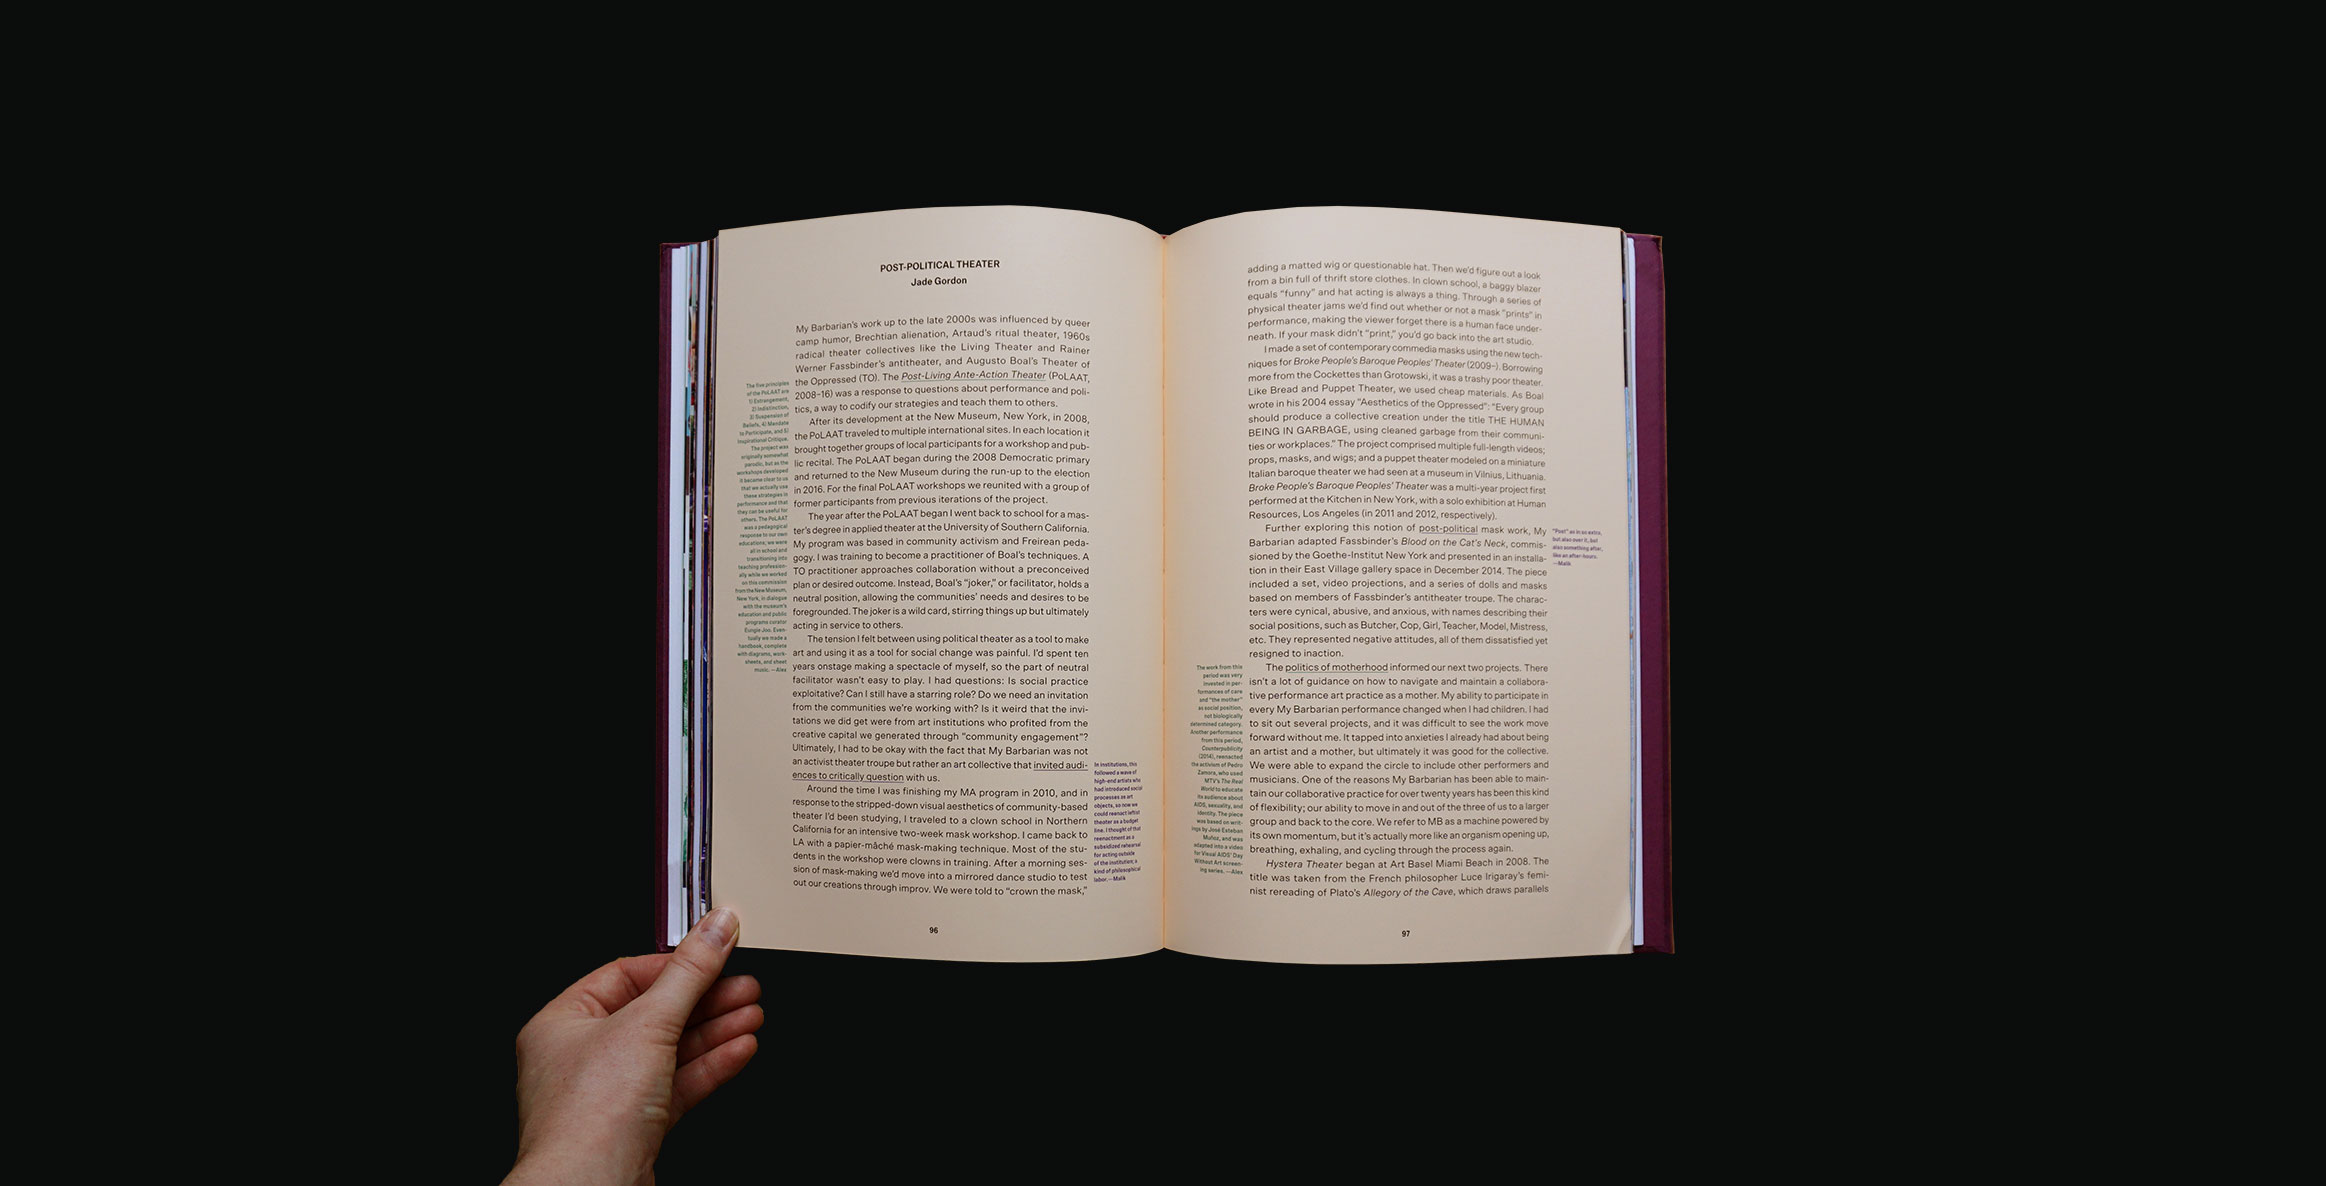 POST-POLITICAL THEATER
Jade Gordon
My Barbarian's work up to the late 2000s was influenced by queer
camp humor, Brechtian alienation, Artaud's ritual theater, 1960s
radical theater collectives like the Living Theater and Rainer
Werner Fassbinder's antitheater, and Augusto Boal's Theater of
the Oppressed (TO). The Post-Living Ante-Action Theater (PoLAAT,
2008–16) was a response to questions about performance and poli-
tics, a way to codify our strategies and teach them to others.
After its development at the New Museum, New York, in 2008,
the PoLAAT traveled to multiple international sites. In each location it
brought together groups of local participants for a workshop and pub-
lic recital. The PoLAAT began during the 2008 Democratic primary
and returned to the New Museum during the run-up to the election
in 2016. For the final PoLAAT workshops we reunited with a group of
former participants from previous iterations of the project.
The year after the PoLAAT began I went back to school for a mas-
ter's degree in applied theater at the University of Southern California.
My program was based in community activism and Freirean peda-
gogy. I was training to become a practitioner of Boal's techniques. A
TO practitioner approaches collaboration without a preconceived
plan or desired outcome. Instead, Boal's "joker," or facilitator, holds a
neutral position, allowing the communities' needs and desires to be
foregrounded. The joker is a wild card, stirring things up but ultimately
acting in service to others.
The tension I felt between using political theater as a tool to make
art and using it as a tool for social change was painful. I'd spent ten
years onstage making a spectacle of myself, so the part of neutral
facilitator wasn't easy to play. I had questions: Is social practice
exploitative? Can I still have a starring role? Do we need an invitation
from the communities we're working with? Is it weird that the invi-
tations we did get were from art institutions who profited from the
creative capital we generated through "community engagement"?
Ultimately, I had to be okay with the fact that My Barbarian was not
an activist theater troupe but rather an art collective that invited audi-
ences to critically question with us.
Around the time I was finishing my MA program in 2010, and in
response to the stripped-down visual aesthetics of community-based
theater I'd been studying, I traveled to a clown school in Northern
California for an intensive two-week mask workshop. I came back to
LA with a papier-mâché mask-making technique. Most of the stu-
dents in the workshop were clowns in training. After a morning ses-
sion of mask-making we'd move into a mirrored dance studio to test
out our creations through improv. We were told to "crown the mask,"
The five principles
of the PoLAAT are
1) Estrangement,
2) Indistinction,
3) Suspension of
Beliefs, 4) Mandate
to Participate, and 5)
Inspirational Critique.
The project was
originally somewhat
parodic, but as the
workshops developed
it became clear to us
that we actually use
these strategies in
performance and that
they can be useful for
others. The PoLAAT
was a pedagogical
response to our own
educations; we were
all in school and
transitioning into
teaching profession-
ally while we worked
on this commission
from the New Museum,
New York, in dialogue
with the museum's
education and public
programs curator
Eungie Joo. Even-
tually we made a
handbook, complete
with diagrams, work-
sheets, and sheet
music. —Alex
In institutions, this
followed a wave of
high-end artists who
had introduced social
processes as art
objects, so now we
could reenact leftist
theater as a budget
line. I thought of that
reenactment as a
subsidized rehearsal
for acting outside
of the institution; a
kind of philosophical
labor. —Malik
96
adding a matted wig or questionable hat. Then we'd figure out a look
from a bin full of thrift store clothes. In clown school, a baggy blazer
equals "funny" and hat acting is always a thing. Through a series of
physical theater jams we'd find out whether or not a mask "prints" in
performance, making the viewer forget there is a human face under-
neath. If your mask didn't "print," you'd go back into the art studio.
I made a set of contemporary commedia masks using the new tech-
niques for Broke People's Baroque Peoples' Theater (2009–). Borrowing
more from the Cockettes than Grotowski, it was a trashy poor theater.
Like Bread and Puppet Theater, we used cheap materials. As Boal
wrote in his 2004 essay "Aesthetics of the Oppressed": "Every group
should produce a collective creation under the title THE HUMAN
BEING IN GARBAGE, using cleaned garbage from their communi-
ties or workplaces." The project comprised multiple full-length videos;
props, masks, and wigs; and a puppet theater modeled on a miniature
Italian baroque theater we had seen at a museum in Vilnius, Lithuania.
Broke People's Baroque Peoples' Theater was a multi-year project first
performed at the Kitchen in New York, with a solo exhibition at Human
Resources, Los Angeles (in 2011 and 2012, respectively).
Further exploring this notion of post-political mask work, My
Barbarian adapted Fassbinder's Blood on the Cat's Neck, commis-
sioned by the Goethe-Institut New York and presented in an installa-
tion in their East Village gallery space in December 2014. The piece
included a set, video projections, and a series of dolls and masks
based on members of Fassbinder's antitheater troupe. The charac-
ters were cynical, abusive, and anxious, with names describing their
social positions, such as Butcher, Cop, Girl, Teacher, Model, Mistress,
etc. They represented negative attitudes, all of them dissatisfied yet
resigned to inaction.
The politics of motherhood informed our next two projects. There
isn't a lot of guidance on how to navigate and maintain a collabora-
tive performance art practice as a mother. My ability to participate in
every My Barbarian performance changed when I had children. I had
to sit out several projects, and it was difficult to see the work move
forward without me. It tapped into anxieties I already had about being
an artist and a mother, but ultimately it was good for the collective.
We were able to expand the circle to include other performers and
musicians. One of the reasons My Barbarian has been able to main-
tain our collaborative practice for over twenty years has been this kind
of flexibility; our ability to move in and out of the three of us to a larger
group and back to the core. We refer to MB as a machine powered by
its own momentum, but it's actually more like an organism opening up,
breathing, exhaling, and cycling through the process again.
Hystera Theater began at Art Basel Miami Beach in 2008. The
title was taken from the French philosopher Luce Irigaray's femi-
nist rereading of Plato's Allegory of the Cave, which draws parallels
"Post" as in so extra,
but also over it, but
also something after,
like an after-hours.
—Malik
The work from this
period was very
invested in per-
formances of care
and "the mother"
as social position,
not biologically
determined category.
Another performance
from this period,
Counterpublicity
(2014), reenacted
the activism of Pedro
Zamora, who used
MTV's The Real
World to educate
its audience about
AIDS, sexuality, and
identity. The piece
was based on writ-
ings by José Esteban
Muñoz, and was
adapted into a video
for Visual AIDS' Day
Without Art screen-
ing series. —Alex
97